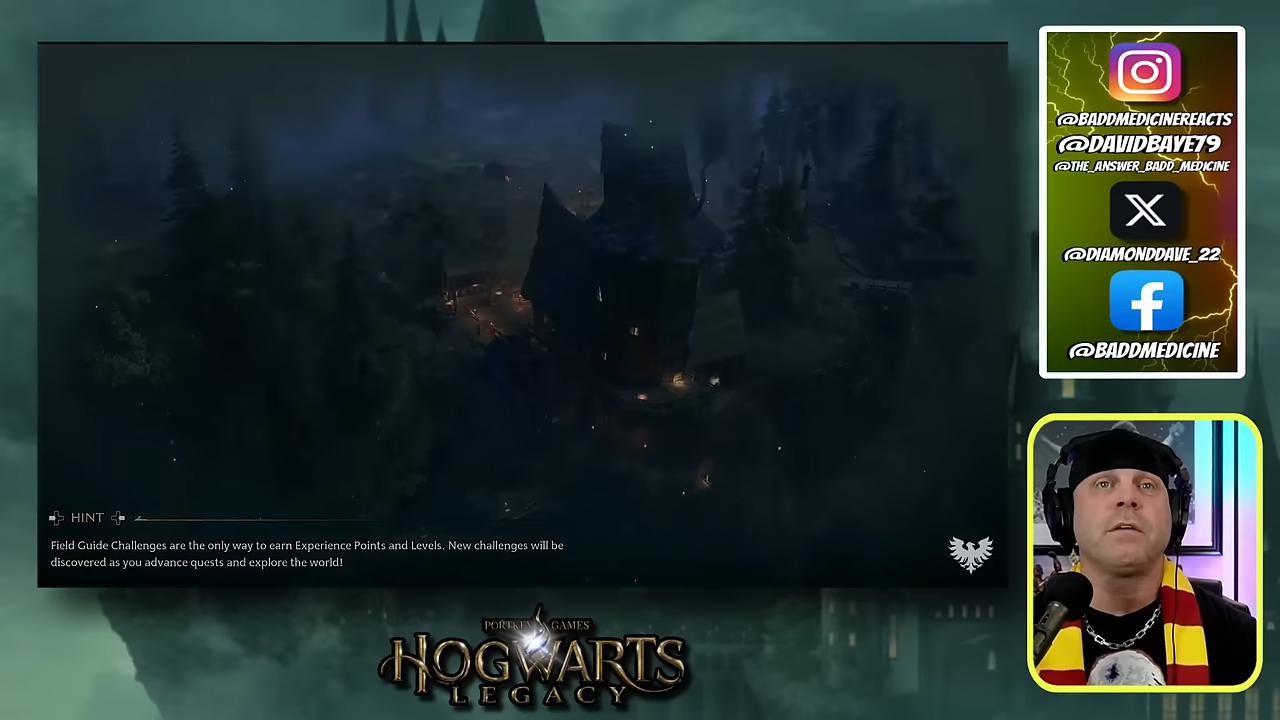 @BADDMEDICINEREACTS
@DAVIDBAYE79
@THE_ANSWER_BADD_MEDICINE
@DIAMONDDAVE_22
@BADDMEDICINE
HINT
Field Guide Challenges are the only way to earn Experience Points and Levels. New challenges will be
discovered as you advance quests and explore the world!
PORTKEY GAMES
HOGWARTS
LEGACY